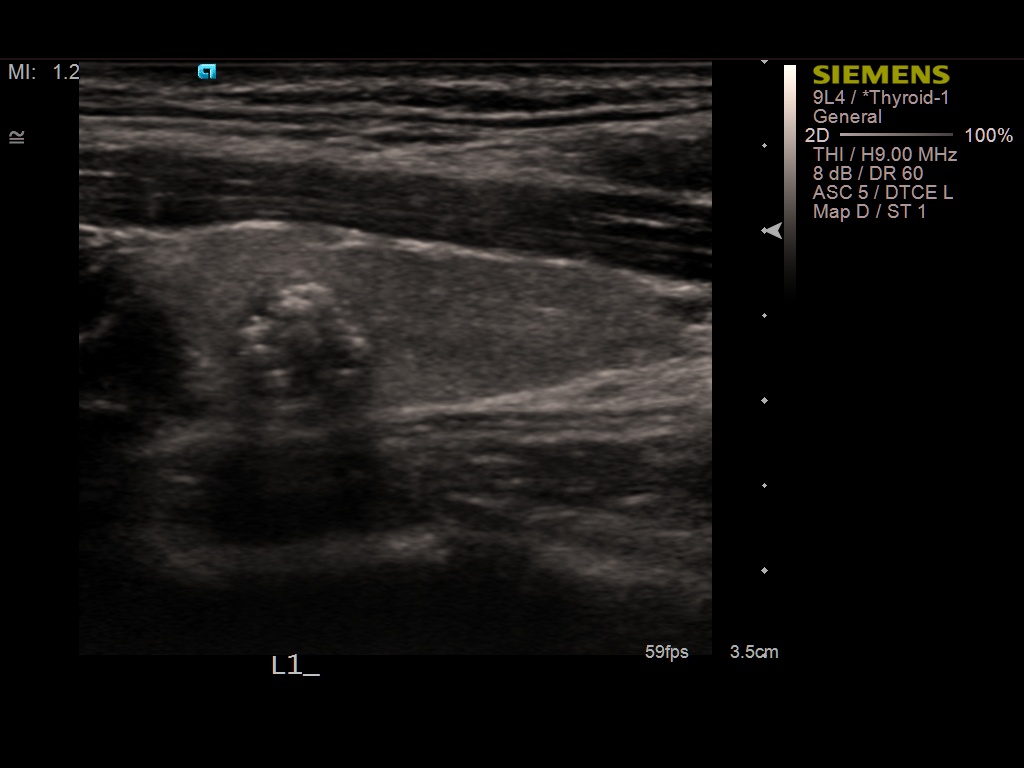 MI: 1.2
SIEMENS
9L4 / *Thyroid-1
General
2D 100%
THI / H9.00 MHz
8 dB / DR 60
ASC 5 / DTCE L
Map D / ST 1
59fps 3.5cm
L1_